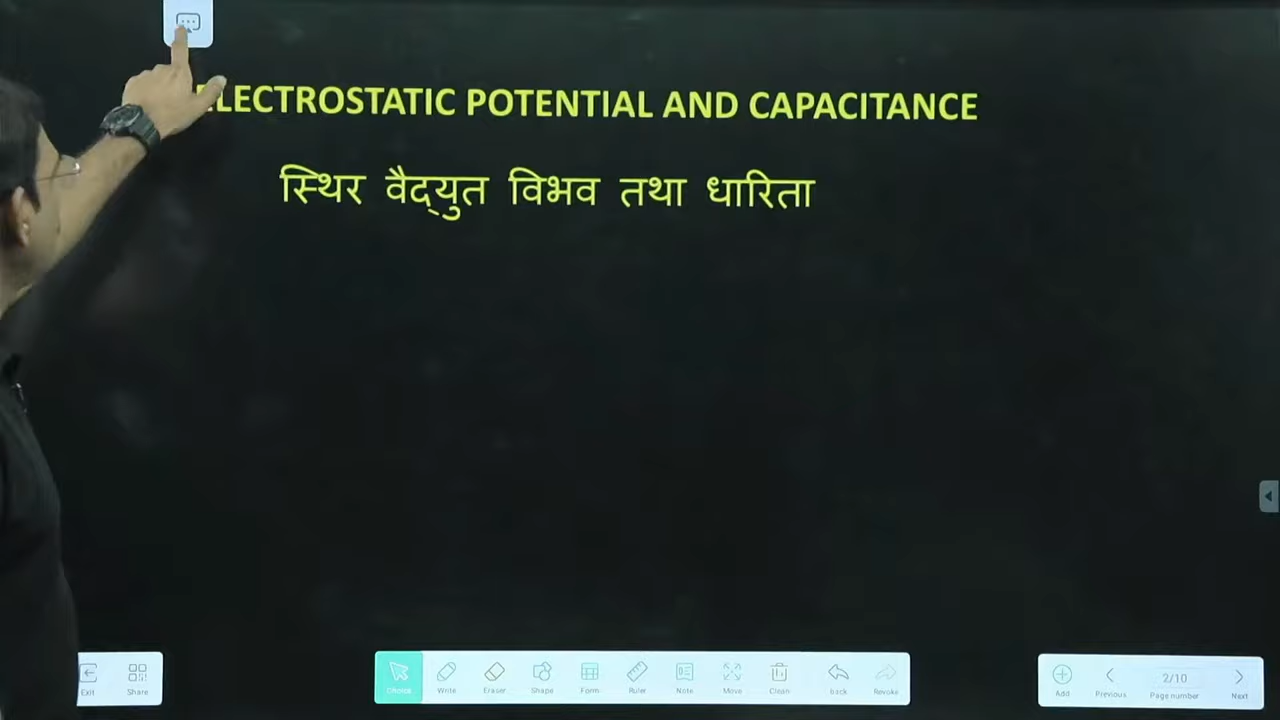 ELECTROSTATIC POTENTIAL AND CAPACITANCE
स्थिर वैद्युत विभव तथा धारिता
Exit Share
Choice Write Eraser Shape Form Ruler Note Move Clean back Revoke
Add Previous 2/10 Page number Next